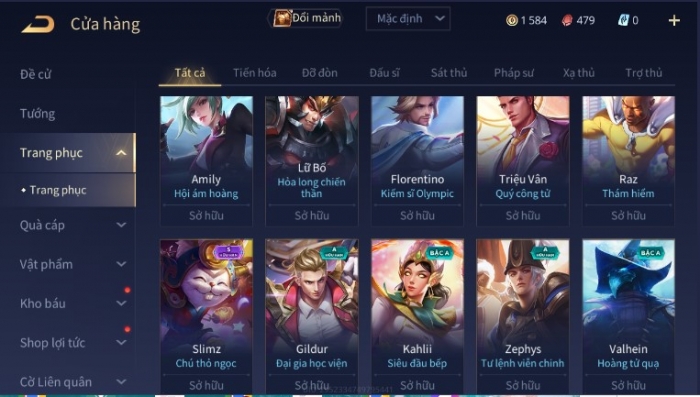 Cửa hàng
Đổi mảnh
Mặc định
1 584
479
0
Đề cử
Tất cả
Tiến hóa
Đỡ đòn
Đấu sĩ
Sát thủ
Pháp sư
Xạ thủ
Trợ thủ
Tướng
Trang phục
Trang phục
Quà cáp
Vật phẩm
Kho báu
Shop lợi tức
Cờ Liên quân
Amily
Hội ám hoàng
Sở hữu
Lữ Bố
Hỏa long chiến
thần
Sở hữu
Florentino
Kiếm sĩ Olympic
Sở hữu
Triệu Vân
Quý công tử
Sở hữu
Raz
Thám hiểm
Sở hữu
S
Slimz
Chú thỏ ngọc
Sở hữu
A
Gildur
Đại gia học viện
Sở hữu
BẬC A
Kahlii
Siêu đầu bếp
Sở hữu
A
Zephys
Tư lệnh viễn chinh
Sở hữu
BẬC A
Valhein
Hoàng tử quạ
Sở hữu